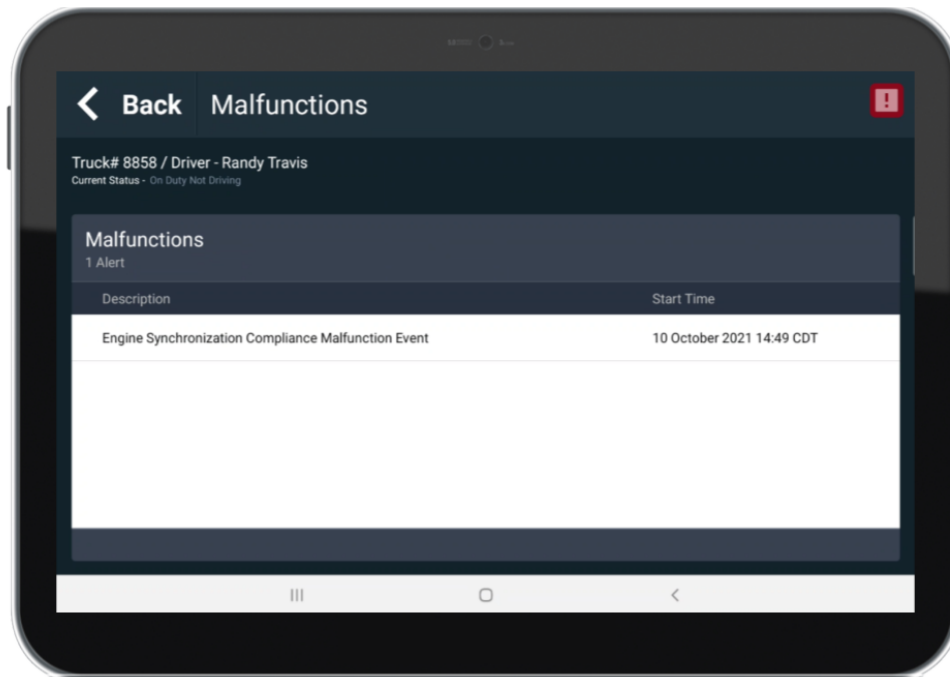 Back
Malfunctions
Truck# 8858 / Driver - Randy Travis
Current Status - On Duty Not Driving
Malfunctions
1 Alert
Description Start Time
Engine Synchronization Compliance Malfunction Event 10 October 2021 14:49 CDT